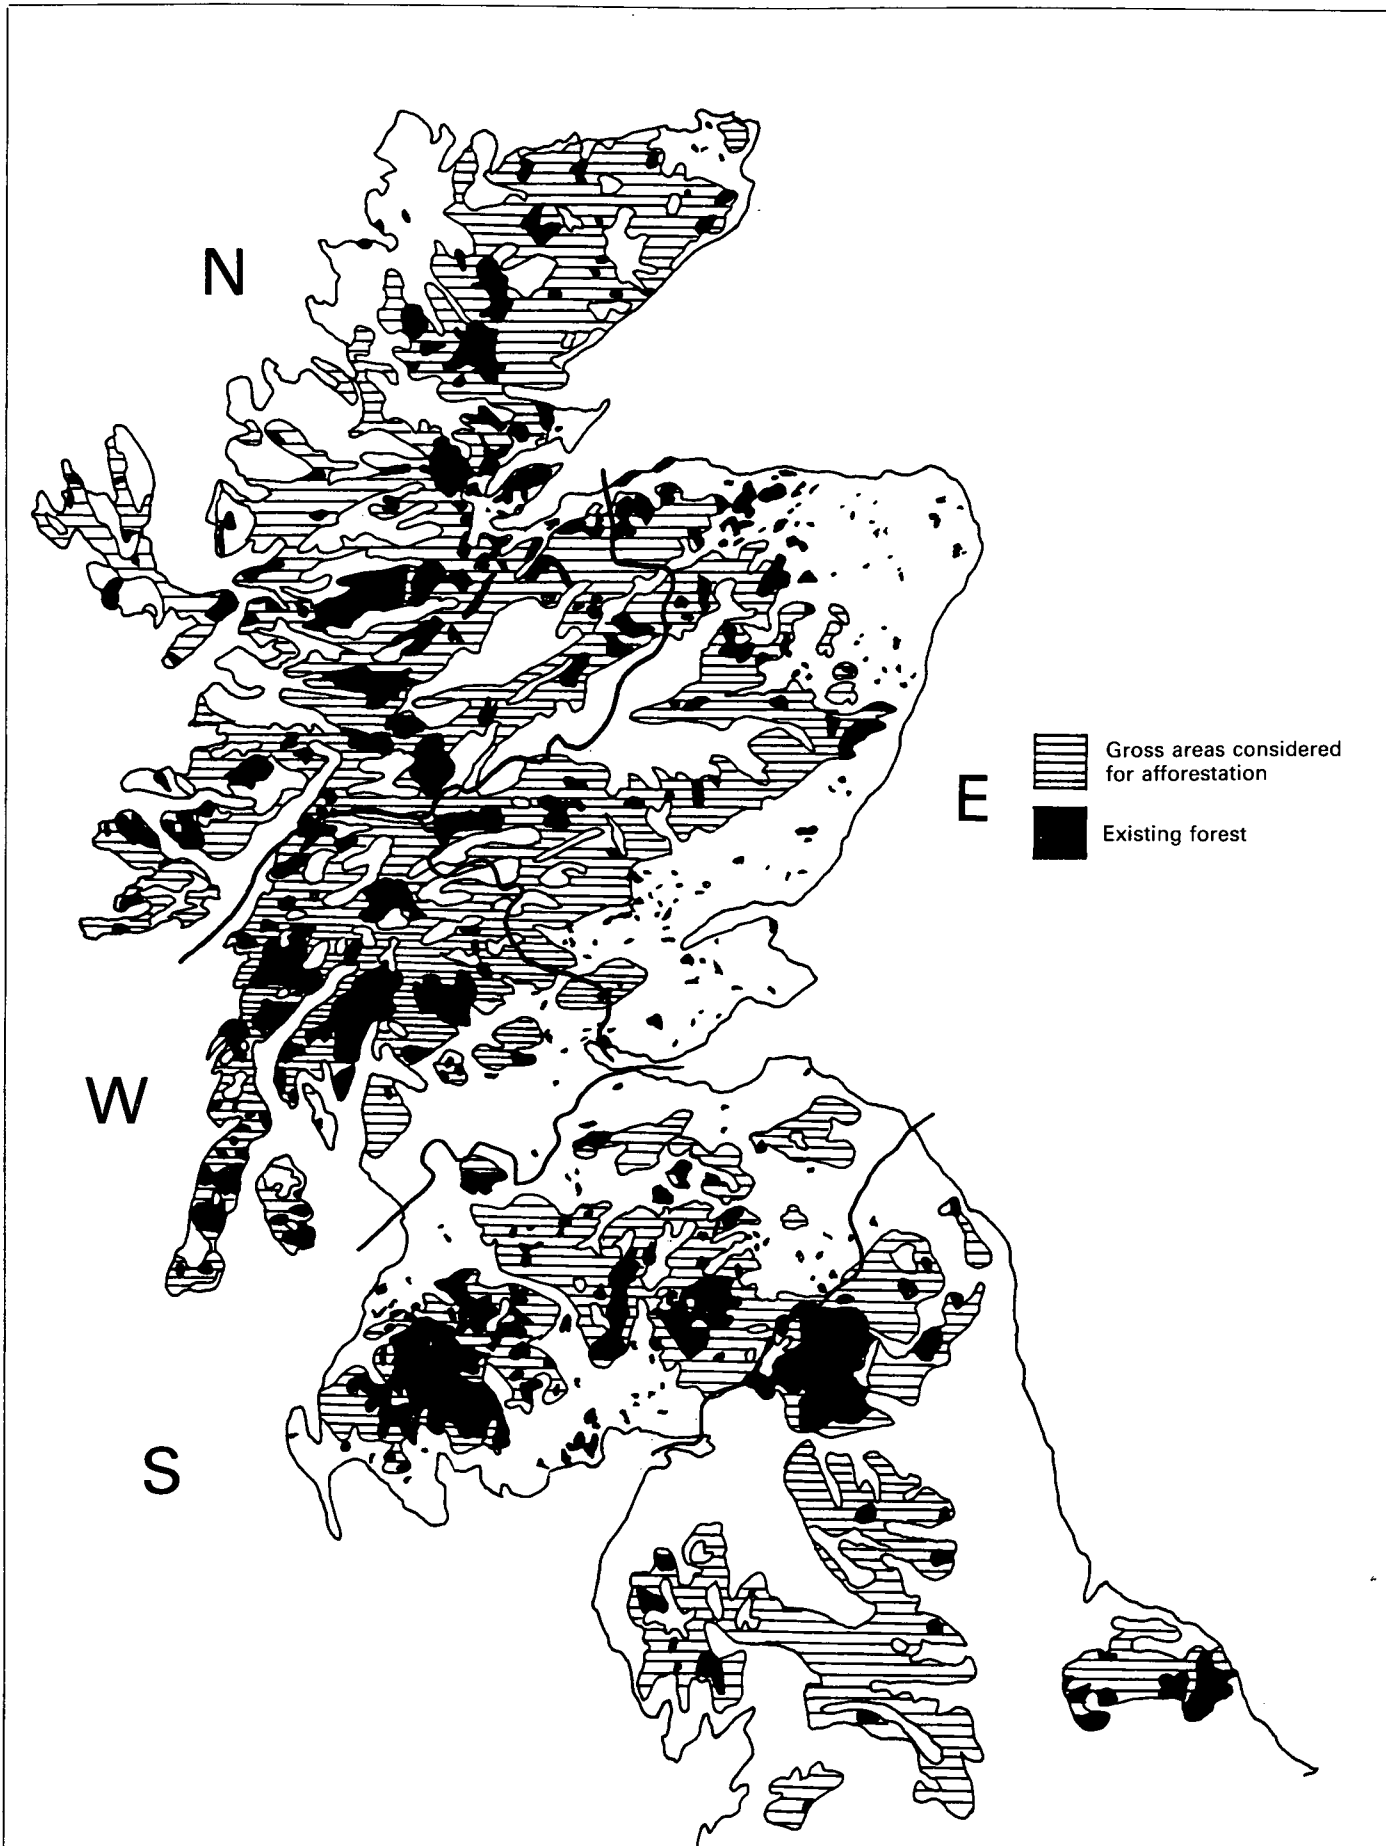 N
E
Gross areas considered
for afforestation
Existing forest
W
S